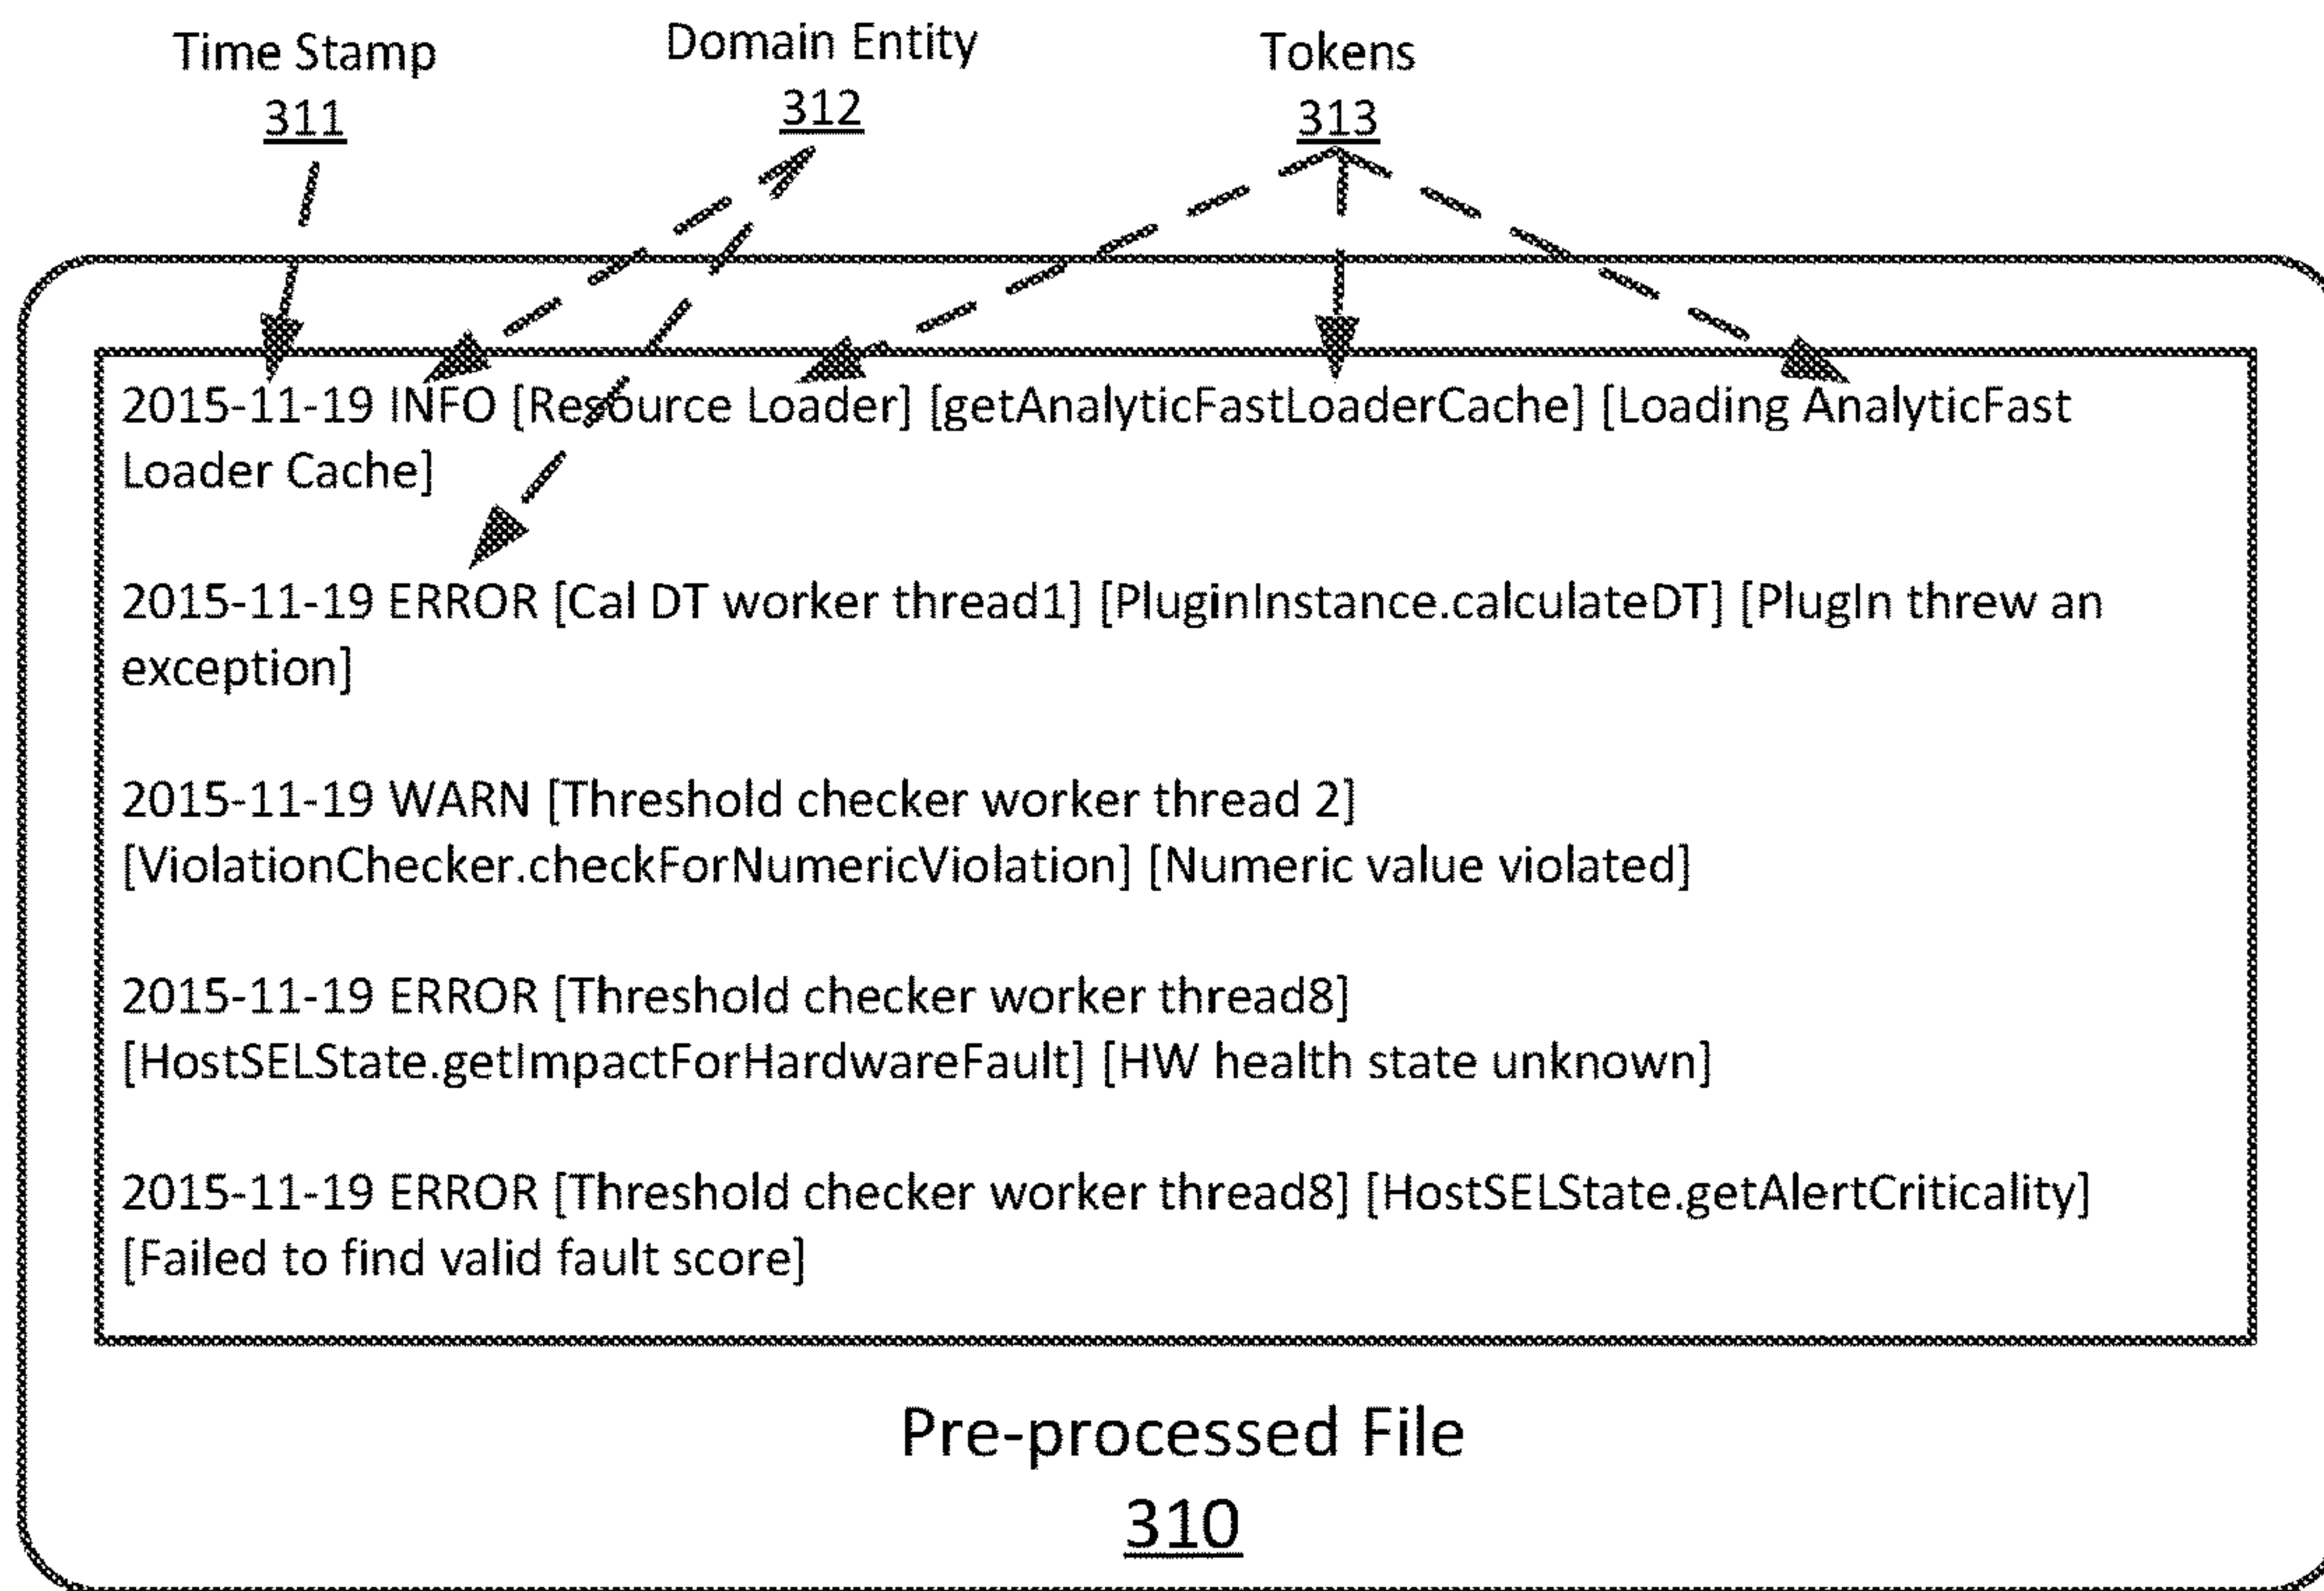 Time Stamp
311
Domain Entity
312
Tokens
313
2015-11-19 INFO [Resource Loader] [getAnalyticFastLoaderCache] [Loading AnalyticFast
Loader Cache]
2015-11-19 ERROR [Cal DT worker thread1] [PluginInstance.calculateDT] [PlugIn threw an
exception]
2015-11-19 WARN [Threshold checker worker thread 2]
[ViolationChecker.checkForNumericViolation] [Numeric value violated]
2015-11-19 ERROR [Threshold checker worker thread8]
[HostSELState.getImpactForHardwareFault] [HW health state unknown]
2015-11-19 ERROR [Threshold checker worker thread8] [HostSELState.getAlertCriticality]
[Failed to find valid fault score]
Pre-processed File
310